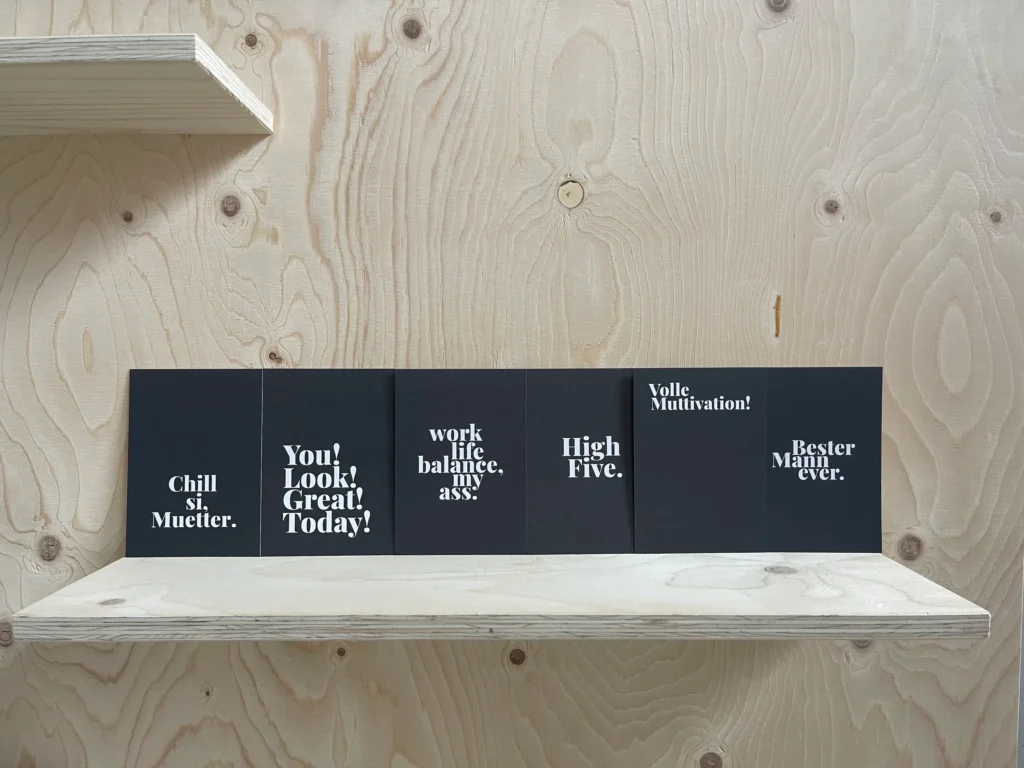 Chill
si,
Muetter.
You!
Look!
Great!
Today!
work
life
balance,
my
ass!
High
Five.
Volle
Muttivation!
Bester
Mann
ever.